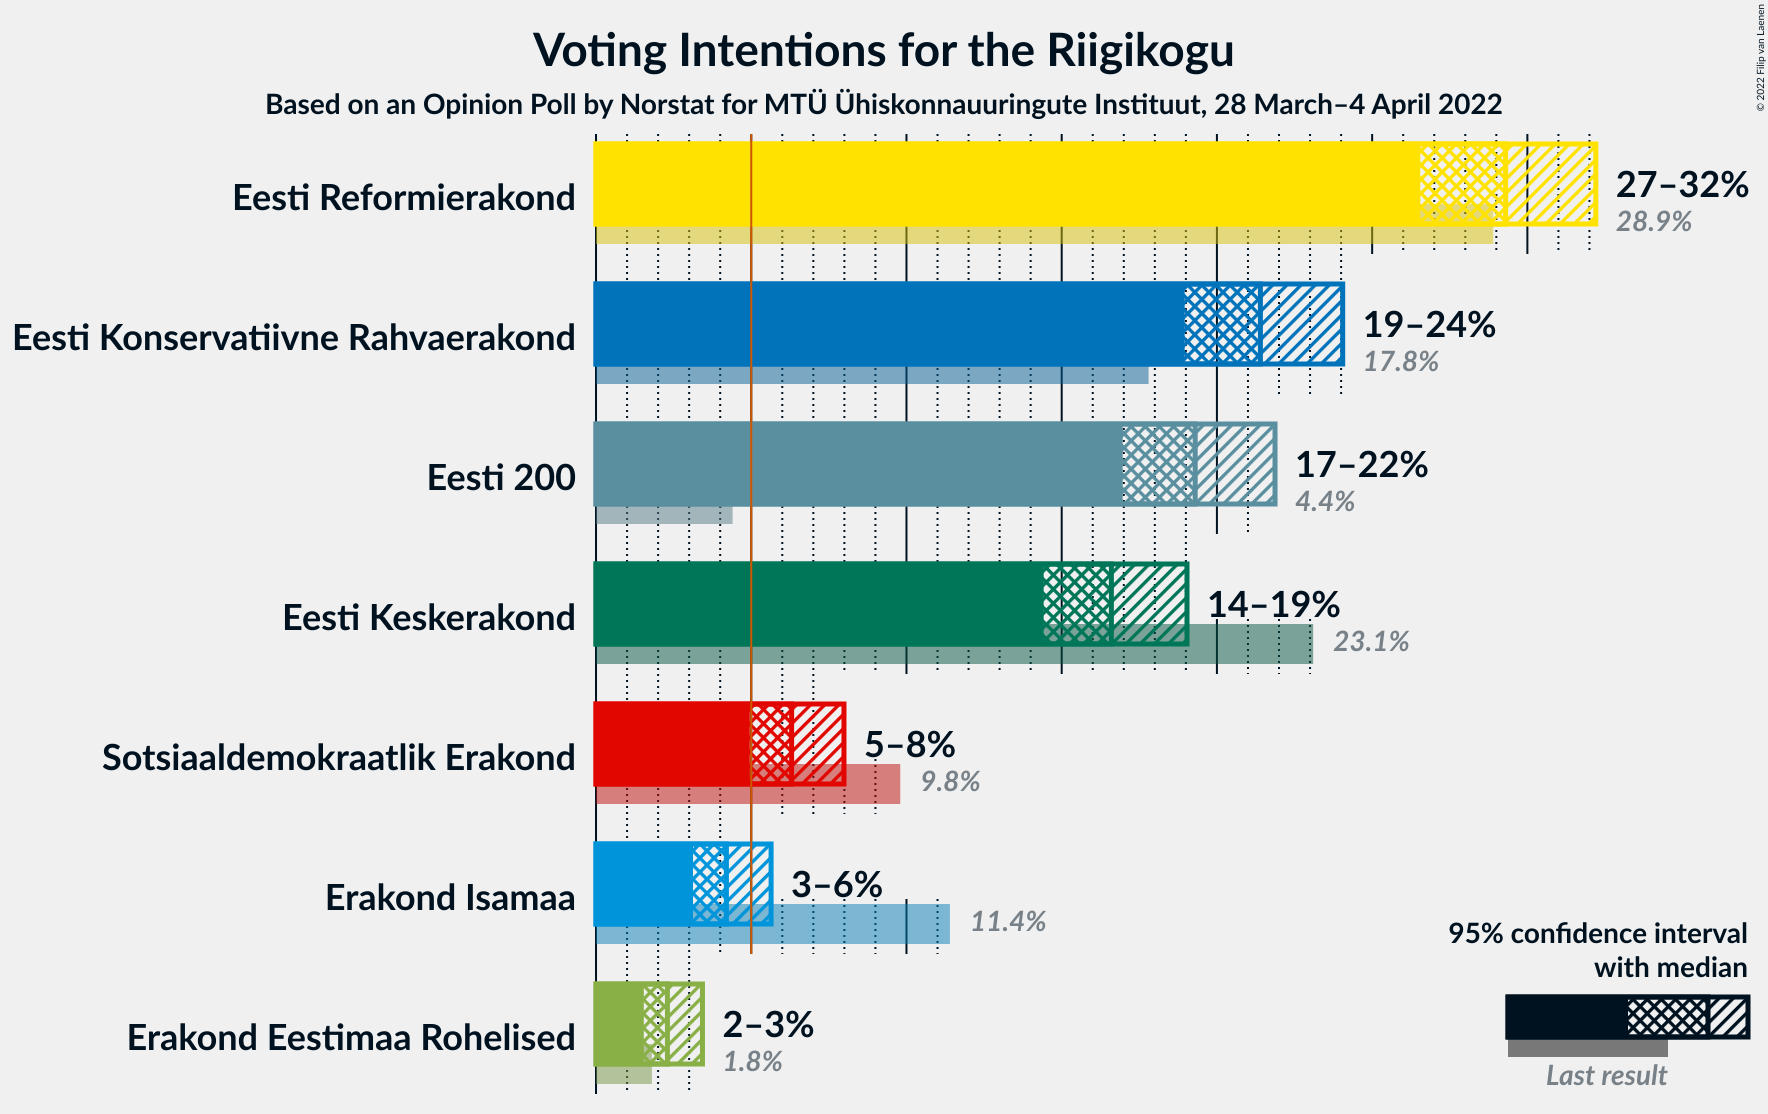 Voting Intentions for the Riigikogu
Based on an Opinion Poll by Norstat for MTÜ Ühiskonnauuringute Instituut, 28 March–4 April 2022
© 2022 Filip van Laenen
Eesti Reformierakond
27–32%
28.9%
Eesti Konservatiivne Rahvaerakond
19–24%
17.8%
Eesti 200
17–22%
4.4%
Eesti Keskerakond
14–19%
23.1%
Sotsiaaldemokraatlik Erakond
5–8%
9.8%
Erakond Isamaa
3–6%
11.4%
Erakond Eestimaa Rohelised
2–3%
1.8%
95% confidence interval
with median
Last result